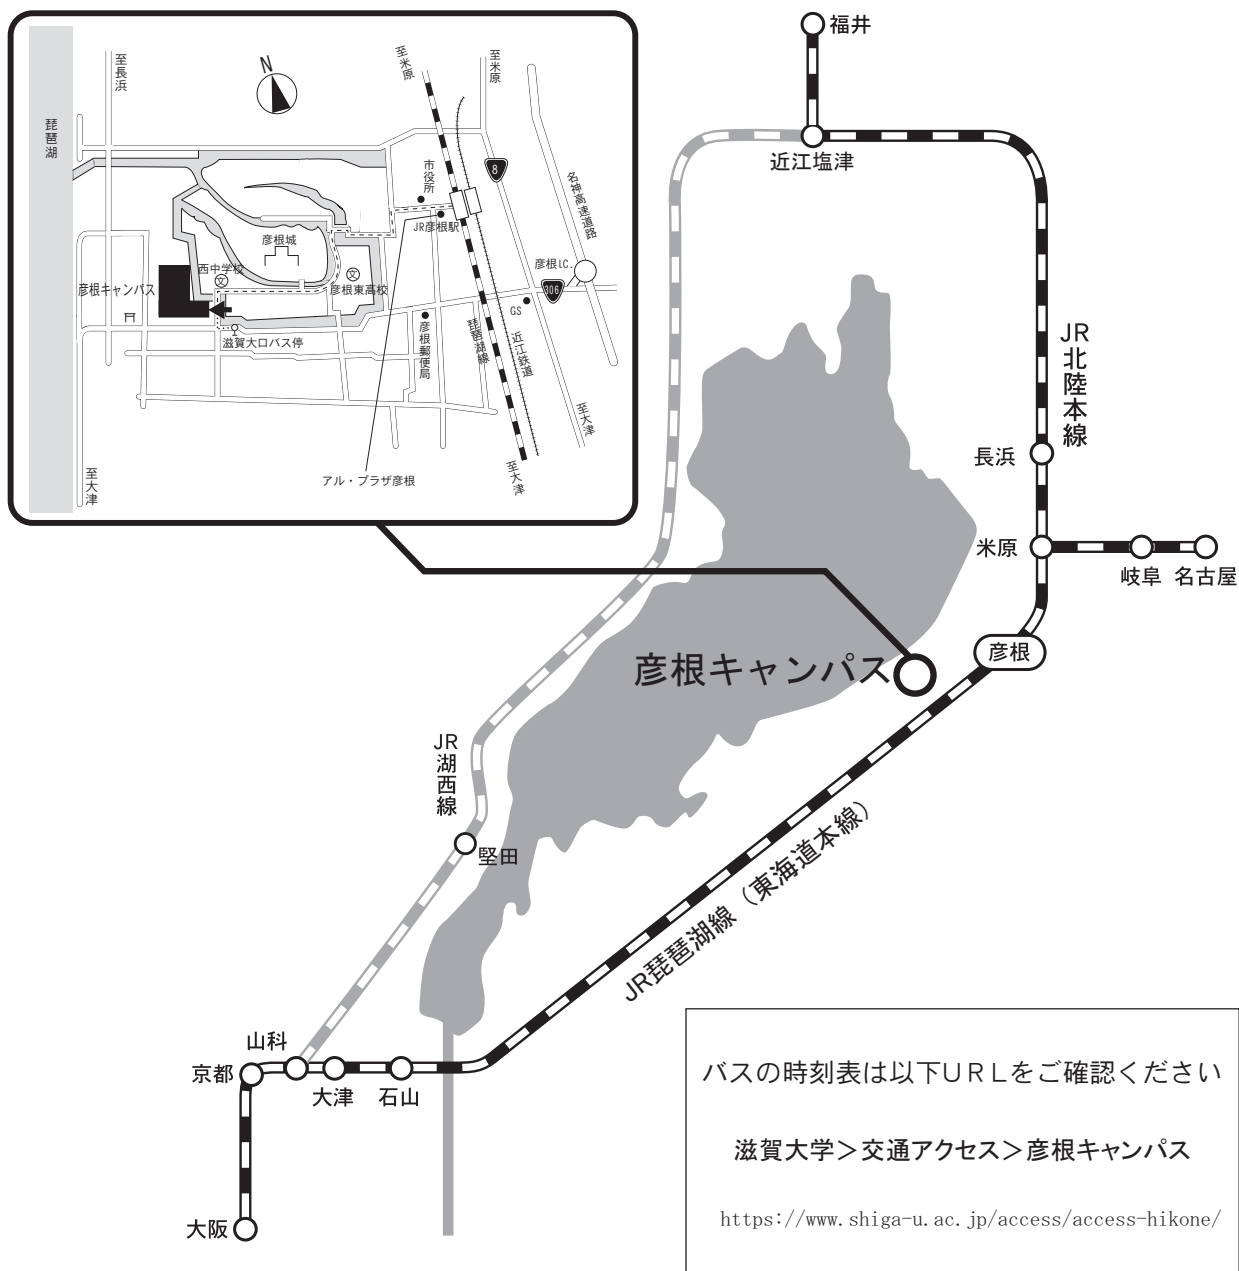 福井
近江塩津
JR北陸本線
長浜
米原
岐阜
名古屋
彦根
彦根キャンパス
JR湖西線
堅田
JR琵琶湖線（東海道本線）
山科
京都
大津
石山
大阪
琵琶湖
至長浜
N
至米原
至米原
8
名神高速道路
市役所
JR彦根駅
彦根城
西中学校
文
文
彦根東高校
彦根キャンパス
彦根I.C.
306
GS
滋賀大口バス停
彦根郵便局
琵琶湖線
近江鉄道
至大津
至大津
至大津
アル・プラザ彦根
バスの時刻表は以下URLをご確認ください
滋賀大学＞交通アクセス＞彦根キャンパス
https://www.shiga-u.ac.jp/access/access-hikone/